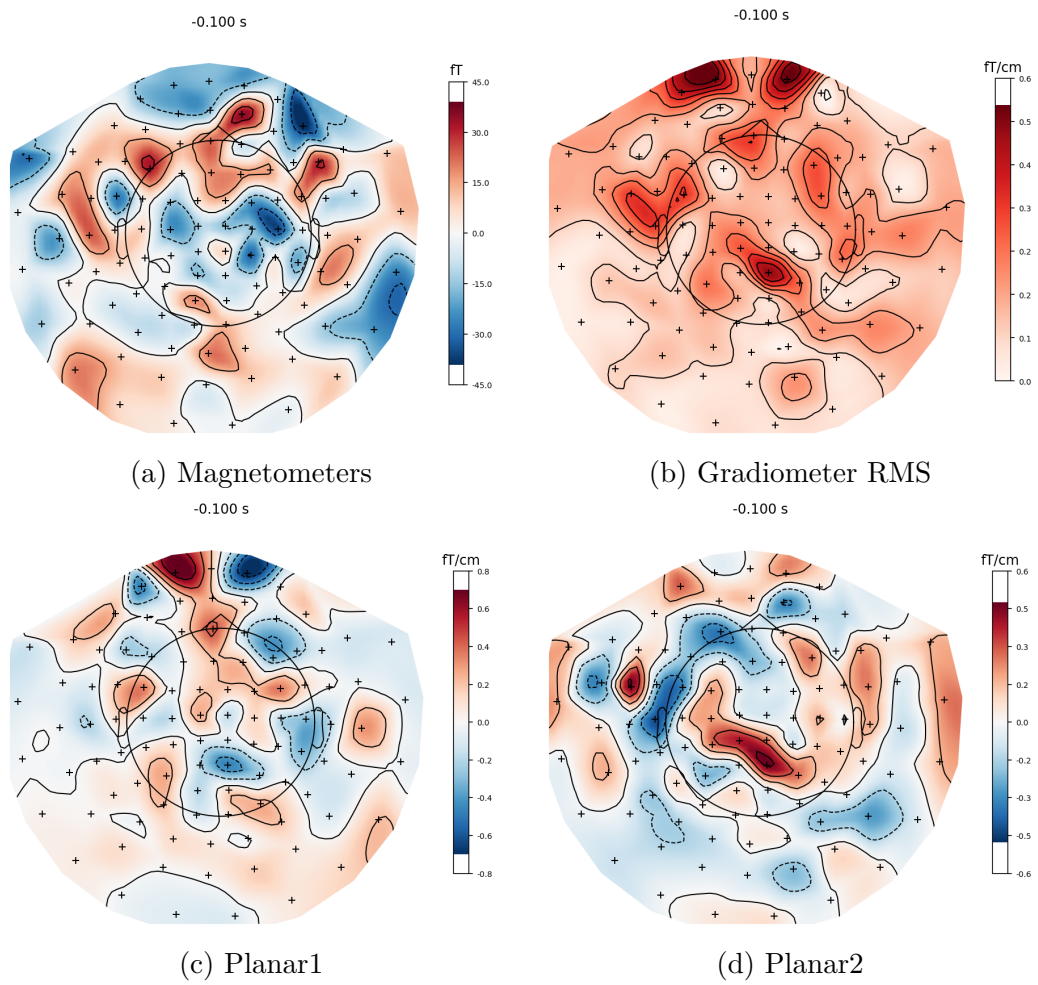 -0.100 s
fT
45.0
30.0
15.0
0.0
-15.0
-30.0
-45.0
(a) Magnetometers
-0.100 s
fT/cm
0.6
0.5
0.4
0.3
0.2
0.1
0.0
(b) Gradiometer RMS
-0.100 s
fT/cm
0.8
0.6
0.4
0.2
0.0
-0.2
-0.4
-0.6
-0.8
(c) Planar1
-0.100 s
fT/cm
0.6
0.5
0.3
0.2
0.0
-0.2
-0.3
-0.5
-0.6
(d) Planar2